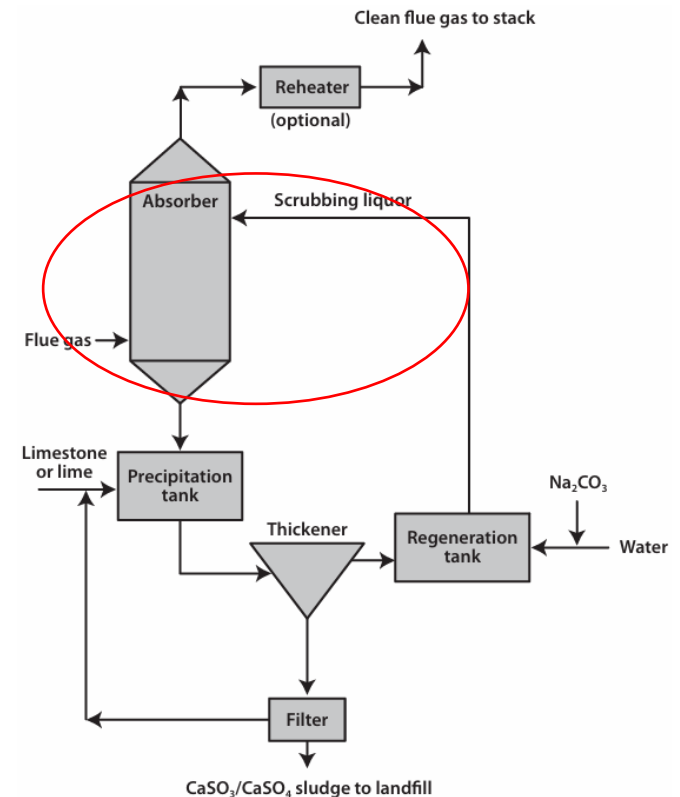 Clean flue gas to stack
Reheater
(optional)
Absorber
Scrubbing liquor
Flue gas
Limestone
or lime
Precipitation
tank
Na₂CO₃
Thickener
Regeneration
tank
Water
Filter
CaSO₃/CaSO₄ sludge to landfill